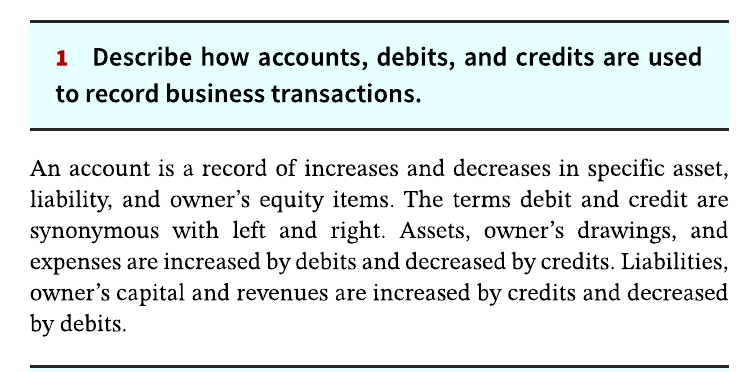 1 Describe how accounts, debits, and credits are used
to record business transactions.
An account is a record of increases and decreases in specific asset,
liability, and owner’s equity items. The terms debit and credit are
synonymous with left and right. Assets, owner’s drawings, and
expenses are increased by debits and decreased by credits. Liabilities,
owner’s capital and revenues are increased by credits and decreased
by debits.